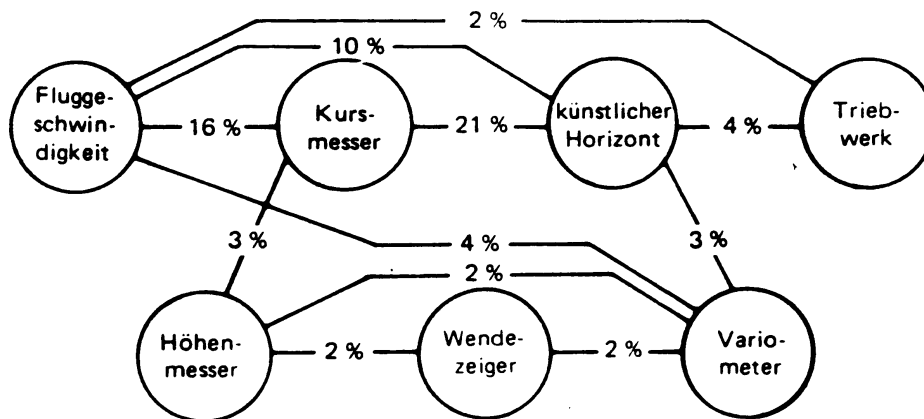 2 %
10 %
Flugge-
schwin-
digkeit
16 %
Kurs-
messer
21 %
künstlicher
Horizont
4 %
Trieb-
werk
3 %
4 %
3 %
2 %
Höhen-
messer
2 %
Wende-
zeiger
2 %
Vario-
meter